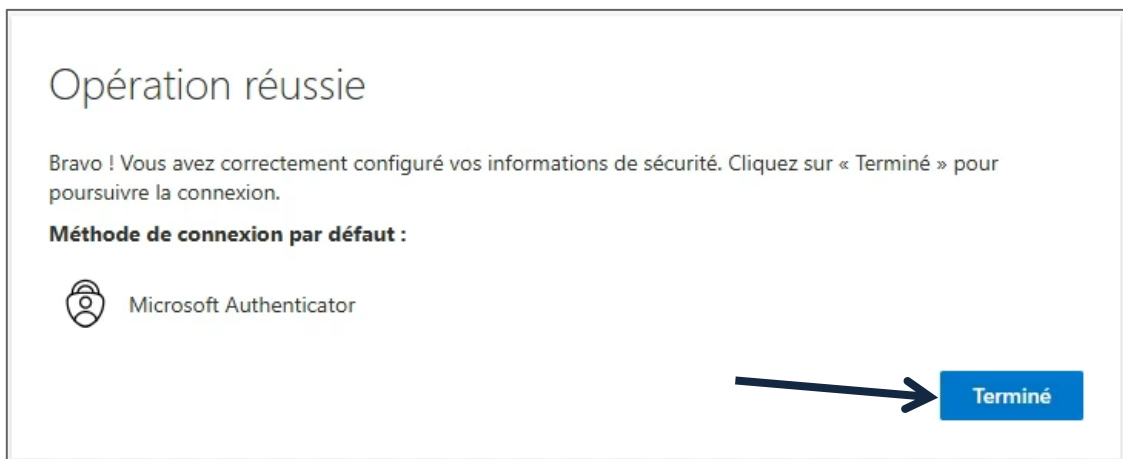 Opération réussie
Bravo ! Vous avez correctement configuré vos informations de sécurité. Cliquez sur « Terminé » pour
poursuivre la connexion.
Méthode de connexion par défaut :
Microsoft Authenticator
Terminé